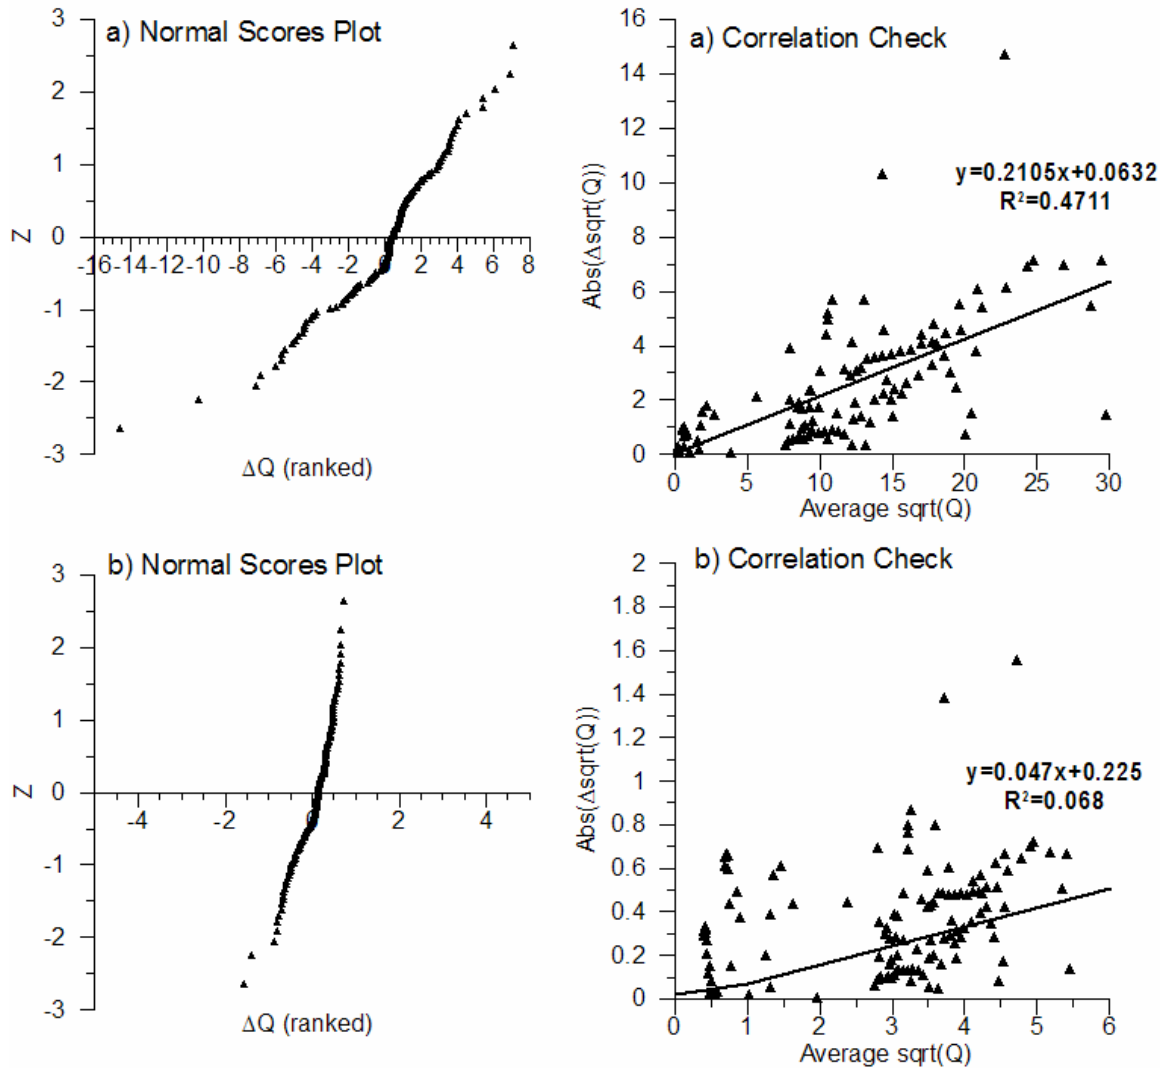 a) Normal Scores Plot
3
2
1
0
-1
-2
-3
Z
-16 -14 -12 -10 -8 -6 -4 -2 0 2 4 6 8
ΔQ (ranked)
a) Correlation Check
16
14
12
10
8
6
4
2
0
Abs(Δsqrt(Q))
y=0.2105x+0.0632
R²=0.4711
0 5 10 15 20 25 30
Average sqrt(Q)
b) Normal Scores Plot
3
2
1
0
-1
-2
-3
Z
-4 -2 0 2 4
ΔQ (ranked)
b) Correlation Check
2
1.8
1.6
1.4
1.2
1
0.8
0.6
0.4
0.2
0
Abs(Δsqrt(Q))
y=0.047x+0.225
R²=0.068
0 1 2 3 4 5 6
Average sqrt(Q)